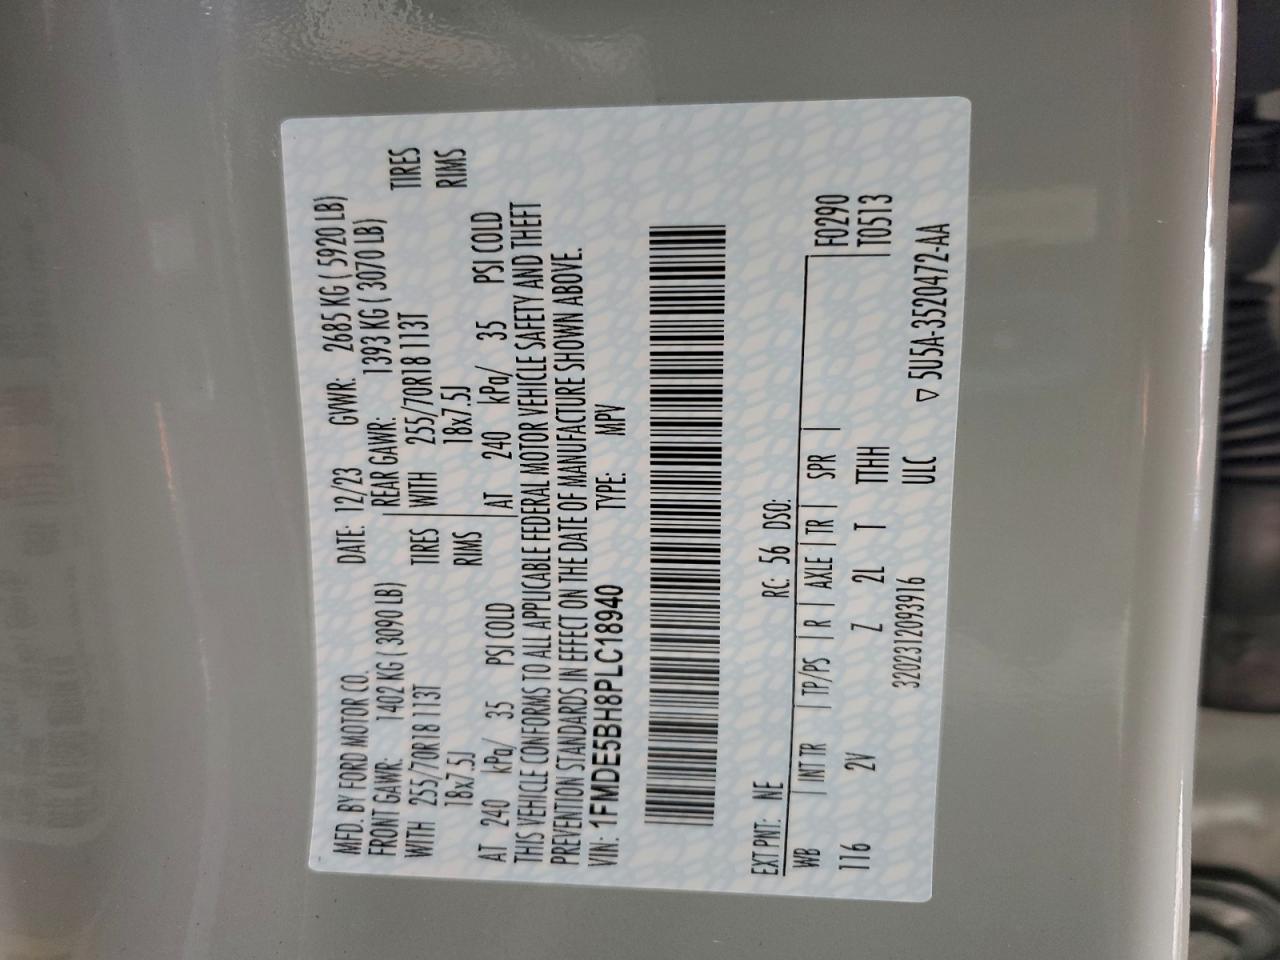 MFD. BY FORD MOTOR CO. DATE: 12/23 GVWR: 2685 KG ( 5920 LB)
FRONT GAWR: 1402 KG ( 3090 LB) REAR GAWR: 1393 KG ( 3070 LB)
WITH 255/70R18 113T TIRES WITH 255/70R18 113T TIRES
18x7.5J RIMS 18x7.5J RIMS
AT 240 kPa/ 35 PSI COLD AT 240 kPa/ 35 PSI COLD
THIS VEHICLE CONFORMS TO ALL APPLICABLE FEDERAL MOTOR VEHICLE SAFETY AND THEFT
PREVENTION STANDARDS IN EFFECT ON THE DATE OF MANUFACTURE SHOWN ABOVE.
VIN: 1FMDE5BH8PLC18940 TYPE: MPV
EXT PNT: NE RC: 56 DSO:
WB | INT TR | TP/PS | R | AXLE | TR | SPR | F0290
116 2V Z 2L T TIHH T0513
3202312093916 ULC ▽ 5U5A-3520472-AA